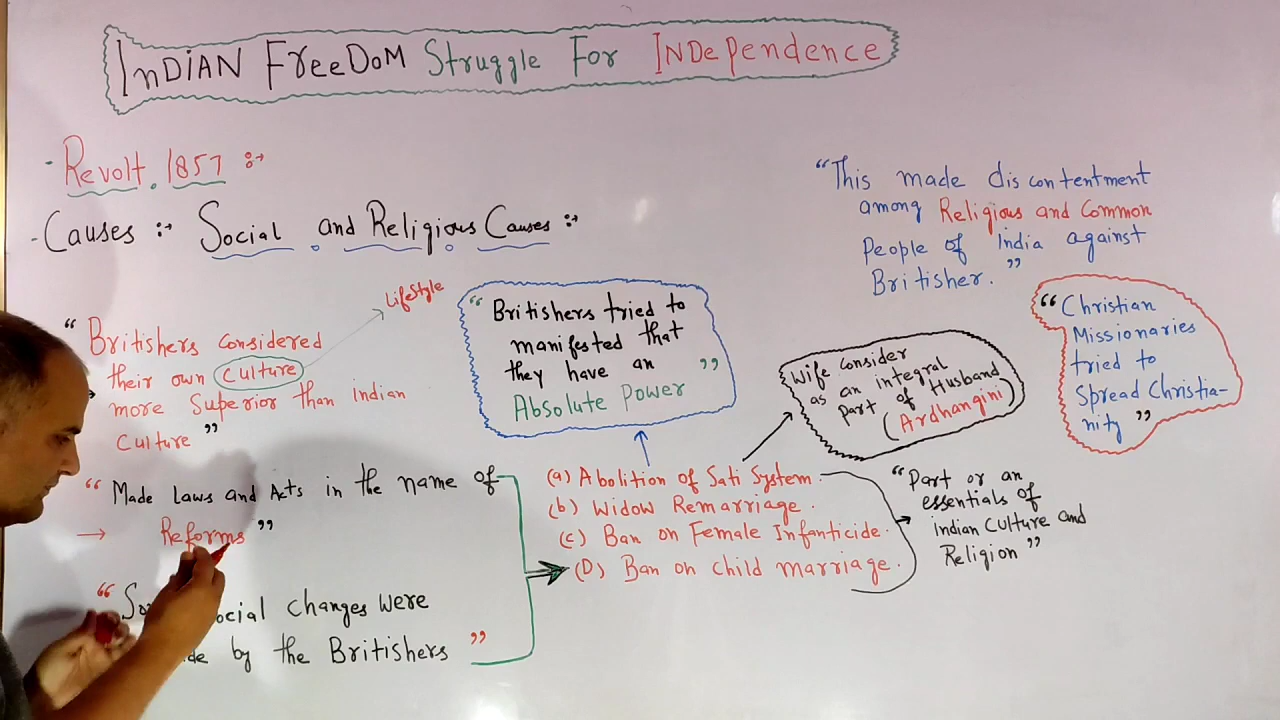 InDIAN FreeDoM Struggle For INDependence
Revolt 1857 :→
Causes :→ Social and Religious Causes :→
"Britishers considered
their own culture
more Superior than indian
culture"
Lifestyle
"Made Laws and Acts in the name of
→ Reforms"
social changes were
by the Britishers"
"Britishers tried to
manifested that
they have an "
Absolute Power
(a) Abolition of Sati System.
(b) Widow Remarriage.
(c) Ban on Female Infanticide.
(D) Ban on child marriage.
Wife consider
as an integral
part of Husband
(Ardhangini)
"Part or an
essentials of
indian Culture and
Religion"
"This made discontentment
among Religious and Common
People of India against
Britisher."
"Christian
Missionaries
tried to
Spread Christia-
nity"